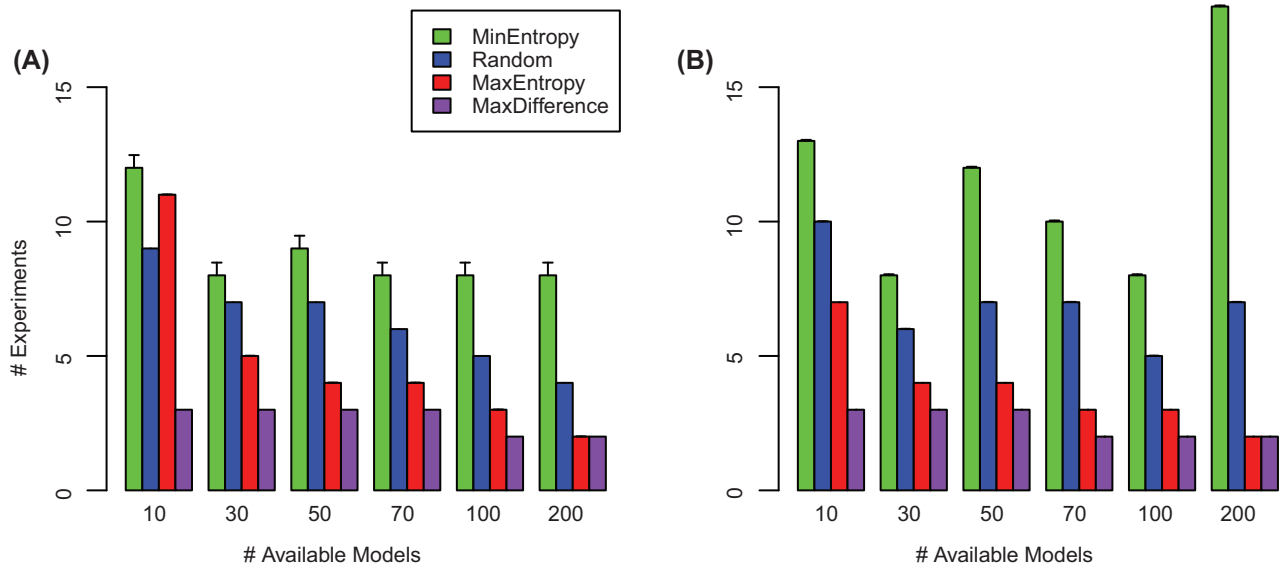 (A)
MinEntropy
Random
MaxEntropy
MaxDifference
# Experiments
15
10
5
0
10 30 50 70 100 200
# Available Models
(B)
15
10
5
0
10 30 50 70 100 200
# Available Models